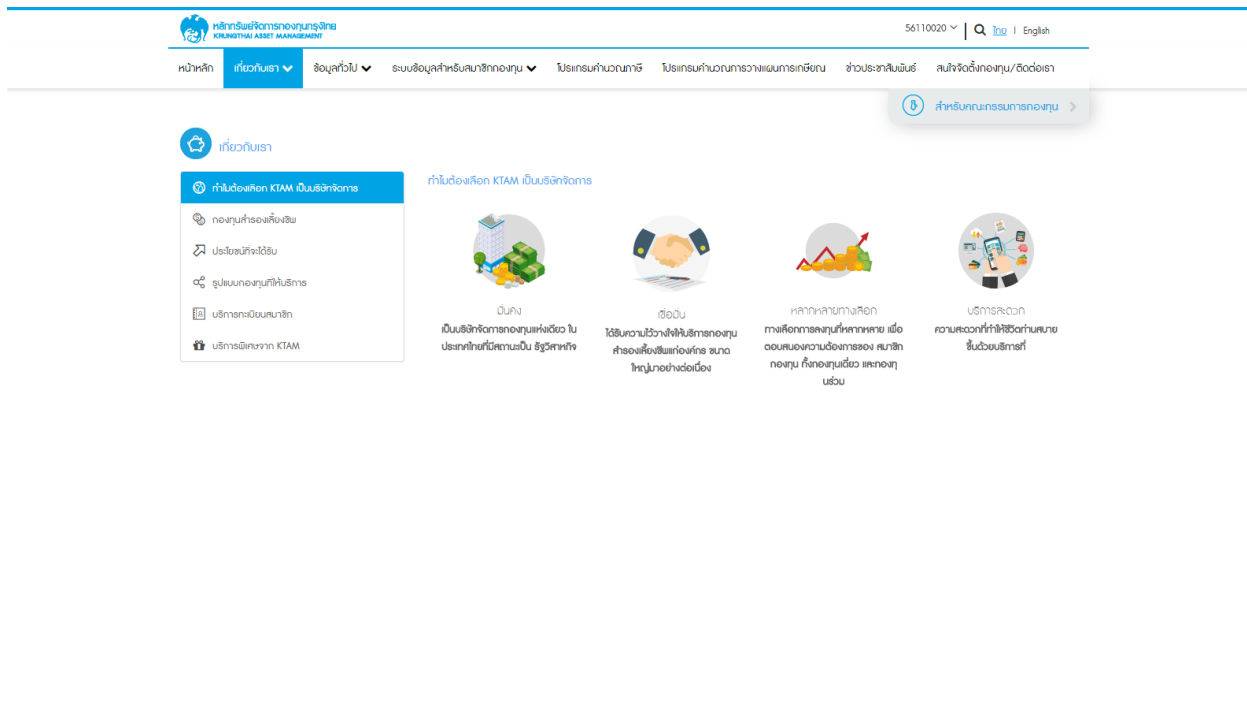 หลักทรัพย์จัดการกองทุนกรุงไทย
KRUNGTHAI ASSET MANAGEMENT
56110020
ไทย | English
หน้าหลัก เกี่ยวกับเรา ข้อมูลทั่วไป ระบบข้อมูลสำหรับสมาชิกกองทุน โปรแกรมคำนวณภาษี โปรแกรมคำนวณการวางแผนการเกษียณ ข่าวประชาสัมพันธ์ สนใจจัดตั้งกองทุน/ติดต่อเรา
สำหรับคณะกรรมการกองทุน
เกี่ยวกับเรา
ทำไมต้องเลือก KTAM เป็นบริษัทจัดการ
กองทุนสำรองเลี้ยงชีพ
ประโยชน์ที่จะได้รับ
รูปแบบกองทุนที่ให้บริการ
บริการทะเบียนสมาชิก
บริการพิเศษจาก KTAM
ทำไมต้องเลือก KTAM เป็นบริษัทจัดการ
มั่นคง
เป็นบริษัทจัดการกองทุนแห่งเดียว ใน
ประเทศไทยที่มีสถานะเป็น รัฐวิสาหกิจ
เชื่อมั่น
ได้รับความไว้วางใจให้บริการกองทุน
สำรองเลี้ยงชีพแก่องค์กร ขนาด
ใหญ่มาอย่างต่อเนื่อง
หลากหลายทางเลือก
ทางเลือกการลงทุนที่หลากหลาย เพื่อ
ตอบสนองความต้องการของ สมาชิก
กองทุน ทั้งกองทุนเดี่ยว และกองทุ
นร่วม
บริการสะดวก
ความสะดวกที่ทำให้ชีวิตท่านสบาย
ขึ้นด้วยบริการที่